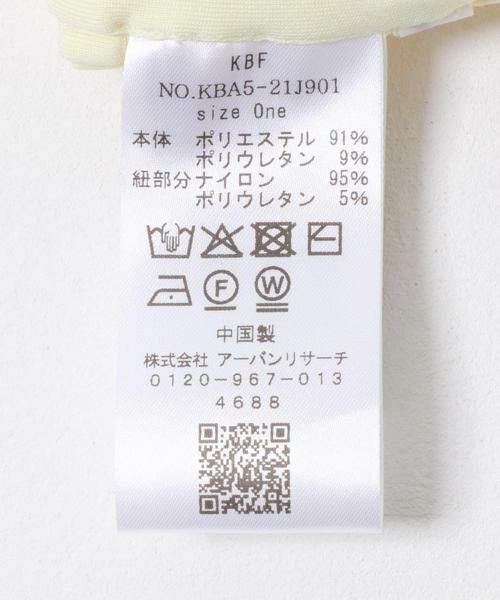 KBF
NO.KBA5-21J901
size One
本体 ポリエステル 91%
ポリウレタン 9%
紐部分 ナイロン 95%
ポリウレタン 5%
F W
中国製
株式会社 アーバンリサーチ
0120-967-013
4688